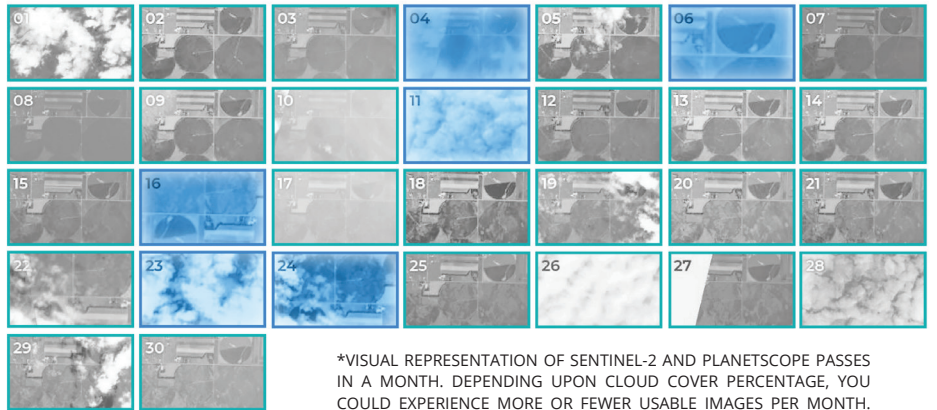 01 02 03 04 05 06 07
08 09 10 11 12 13 14
15 16 17 18 19 20 21
22 23 24 25 26 27 28
29 30
*VISUAL REPRESENTATION OF SENTINEL-2 AND PLANETSCOPE PASSES
IN A MONTH. DEPENDING UPON CLOUD COVER PERCENTAGE, YOU
COULD EXPERIENCE MORE OR FEWER USABLE IMAGES PER MONTH.